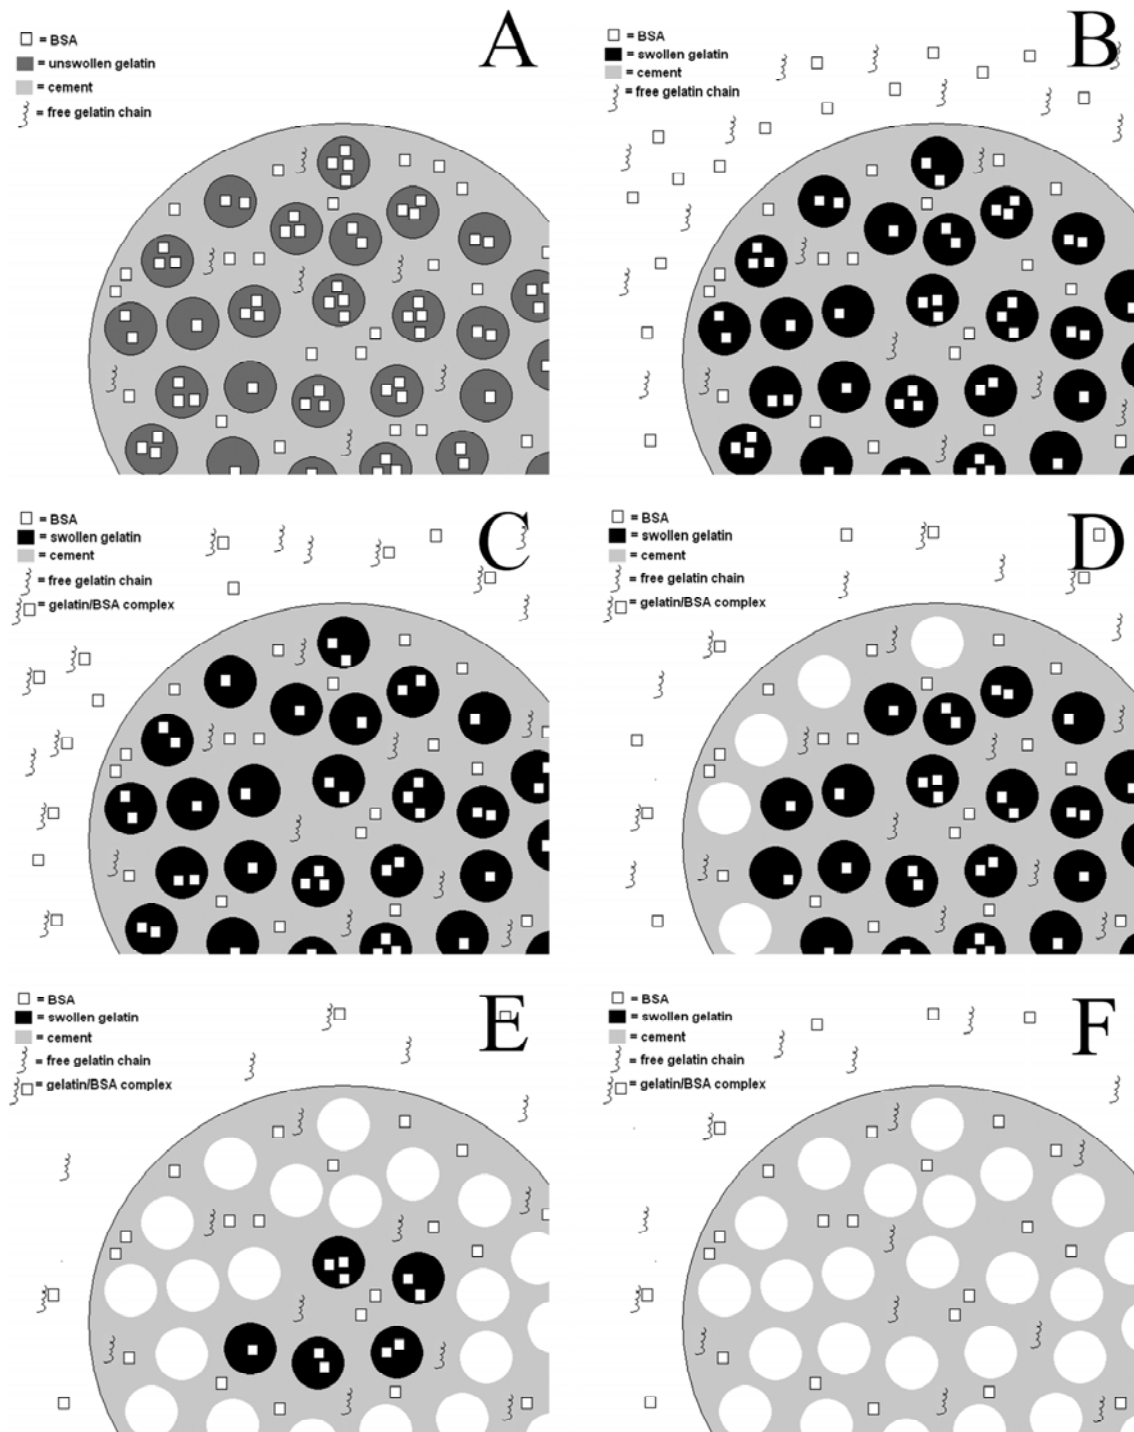 A
= BSA
= unswollen gelatin
= cement
= free gelatin chain
B
= BSA
= swollen gelatin
= cement
= free gelatin chain
C
= BSA
= swollen gelatin
= cement
= free gelatin chain
= gelatin/BSA complex
D
= BSA
= swollen gelatin
= cement
= free gelatin chain
= gelatin/BSA complex
E
= BSA
= swollen gelatin
= cement
= free gelatin chain
= gelatin/BSA complex
F
= BSA
= swollen gelatin
= cement
= free gelatin chain
= gelatin/BSA complex